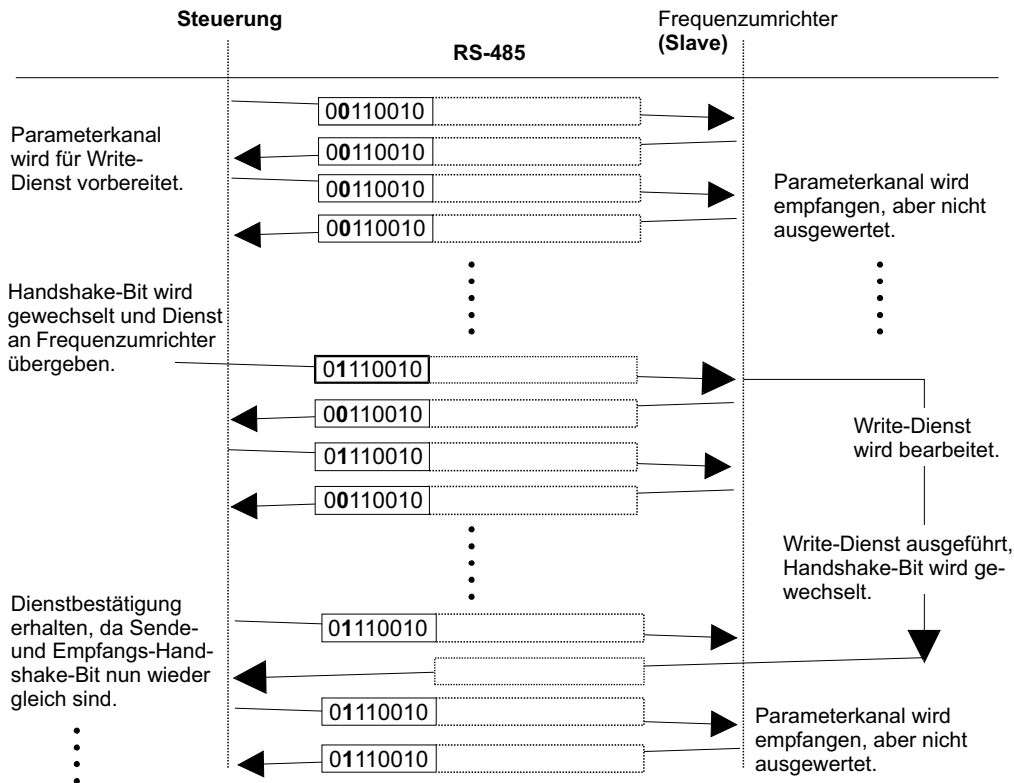 Steuerung
Frequenzumrichter
(Slave)
RS-485
00110010
Parameterkanal
wird für Write-
Dienst vorbereitet.
00110010
00110010
00110010
Parameterkanal wird
empfangen, aber nicht
ausgewertet.
Handshake-Bit wird
gewechselt und Dienst
an Frequenzumrichter
übergeben.
01110010
00110010
01110010
00110010
Write-Dienst
wird bearbeitet.
Write-Dienst ausgeführt,
Handshake-Bit wird ge-
wechselt.
Dienstbestätigung
erhalten, da Sende-
und Empfangs-Hand-
shake-Bit nun wieder
gleich sind.
01110010
01110010
01110010
Parameterkanal wird
empfangen, aber nicht
ausgewertet.